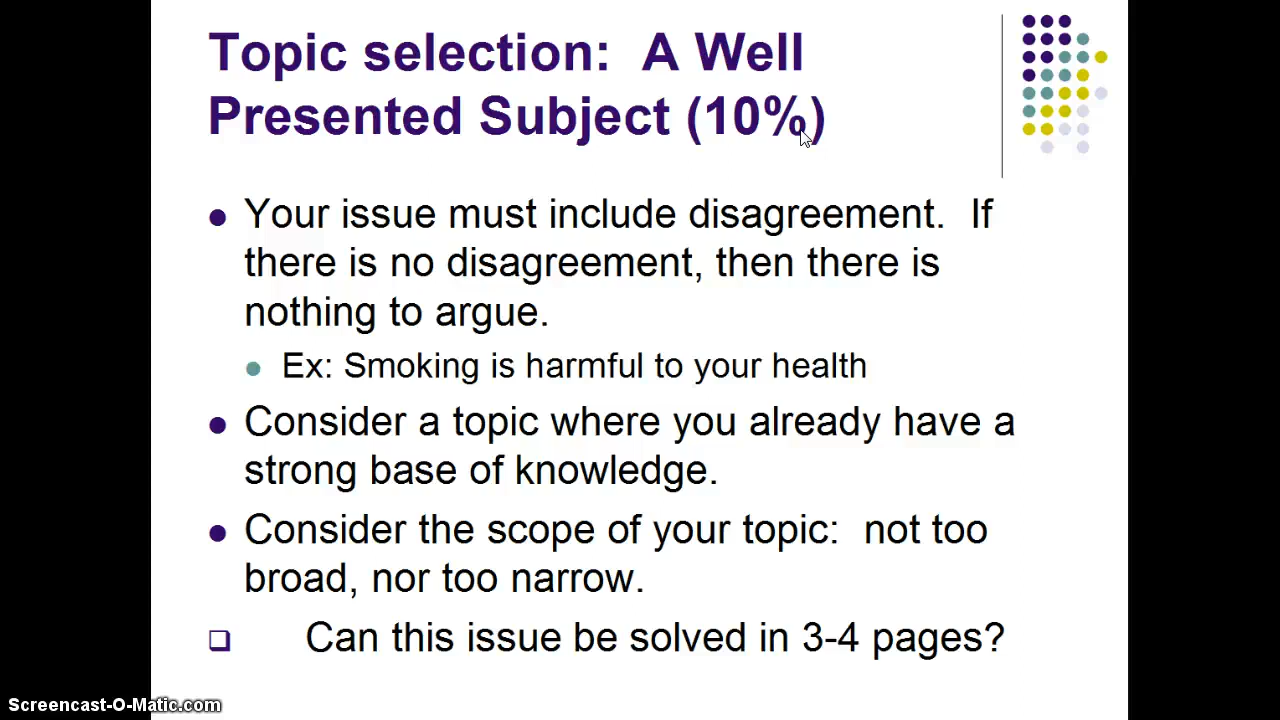 Topic selection:  A Well
Presented Subject (10%)
Your issue must include disagreement.  If
there is no disagreement, then there is
nothing to argue.
Ex: Smoking is harmful to your health
Consider a topic where you already have a
strong base of knowledge.
Consider the scope of your topic:  not too
broad, nor too narrow.
Can this issue be solved in 3-4 pages?
Screencast-O-Matic.com